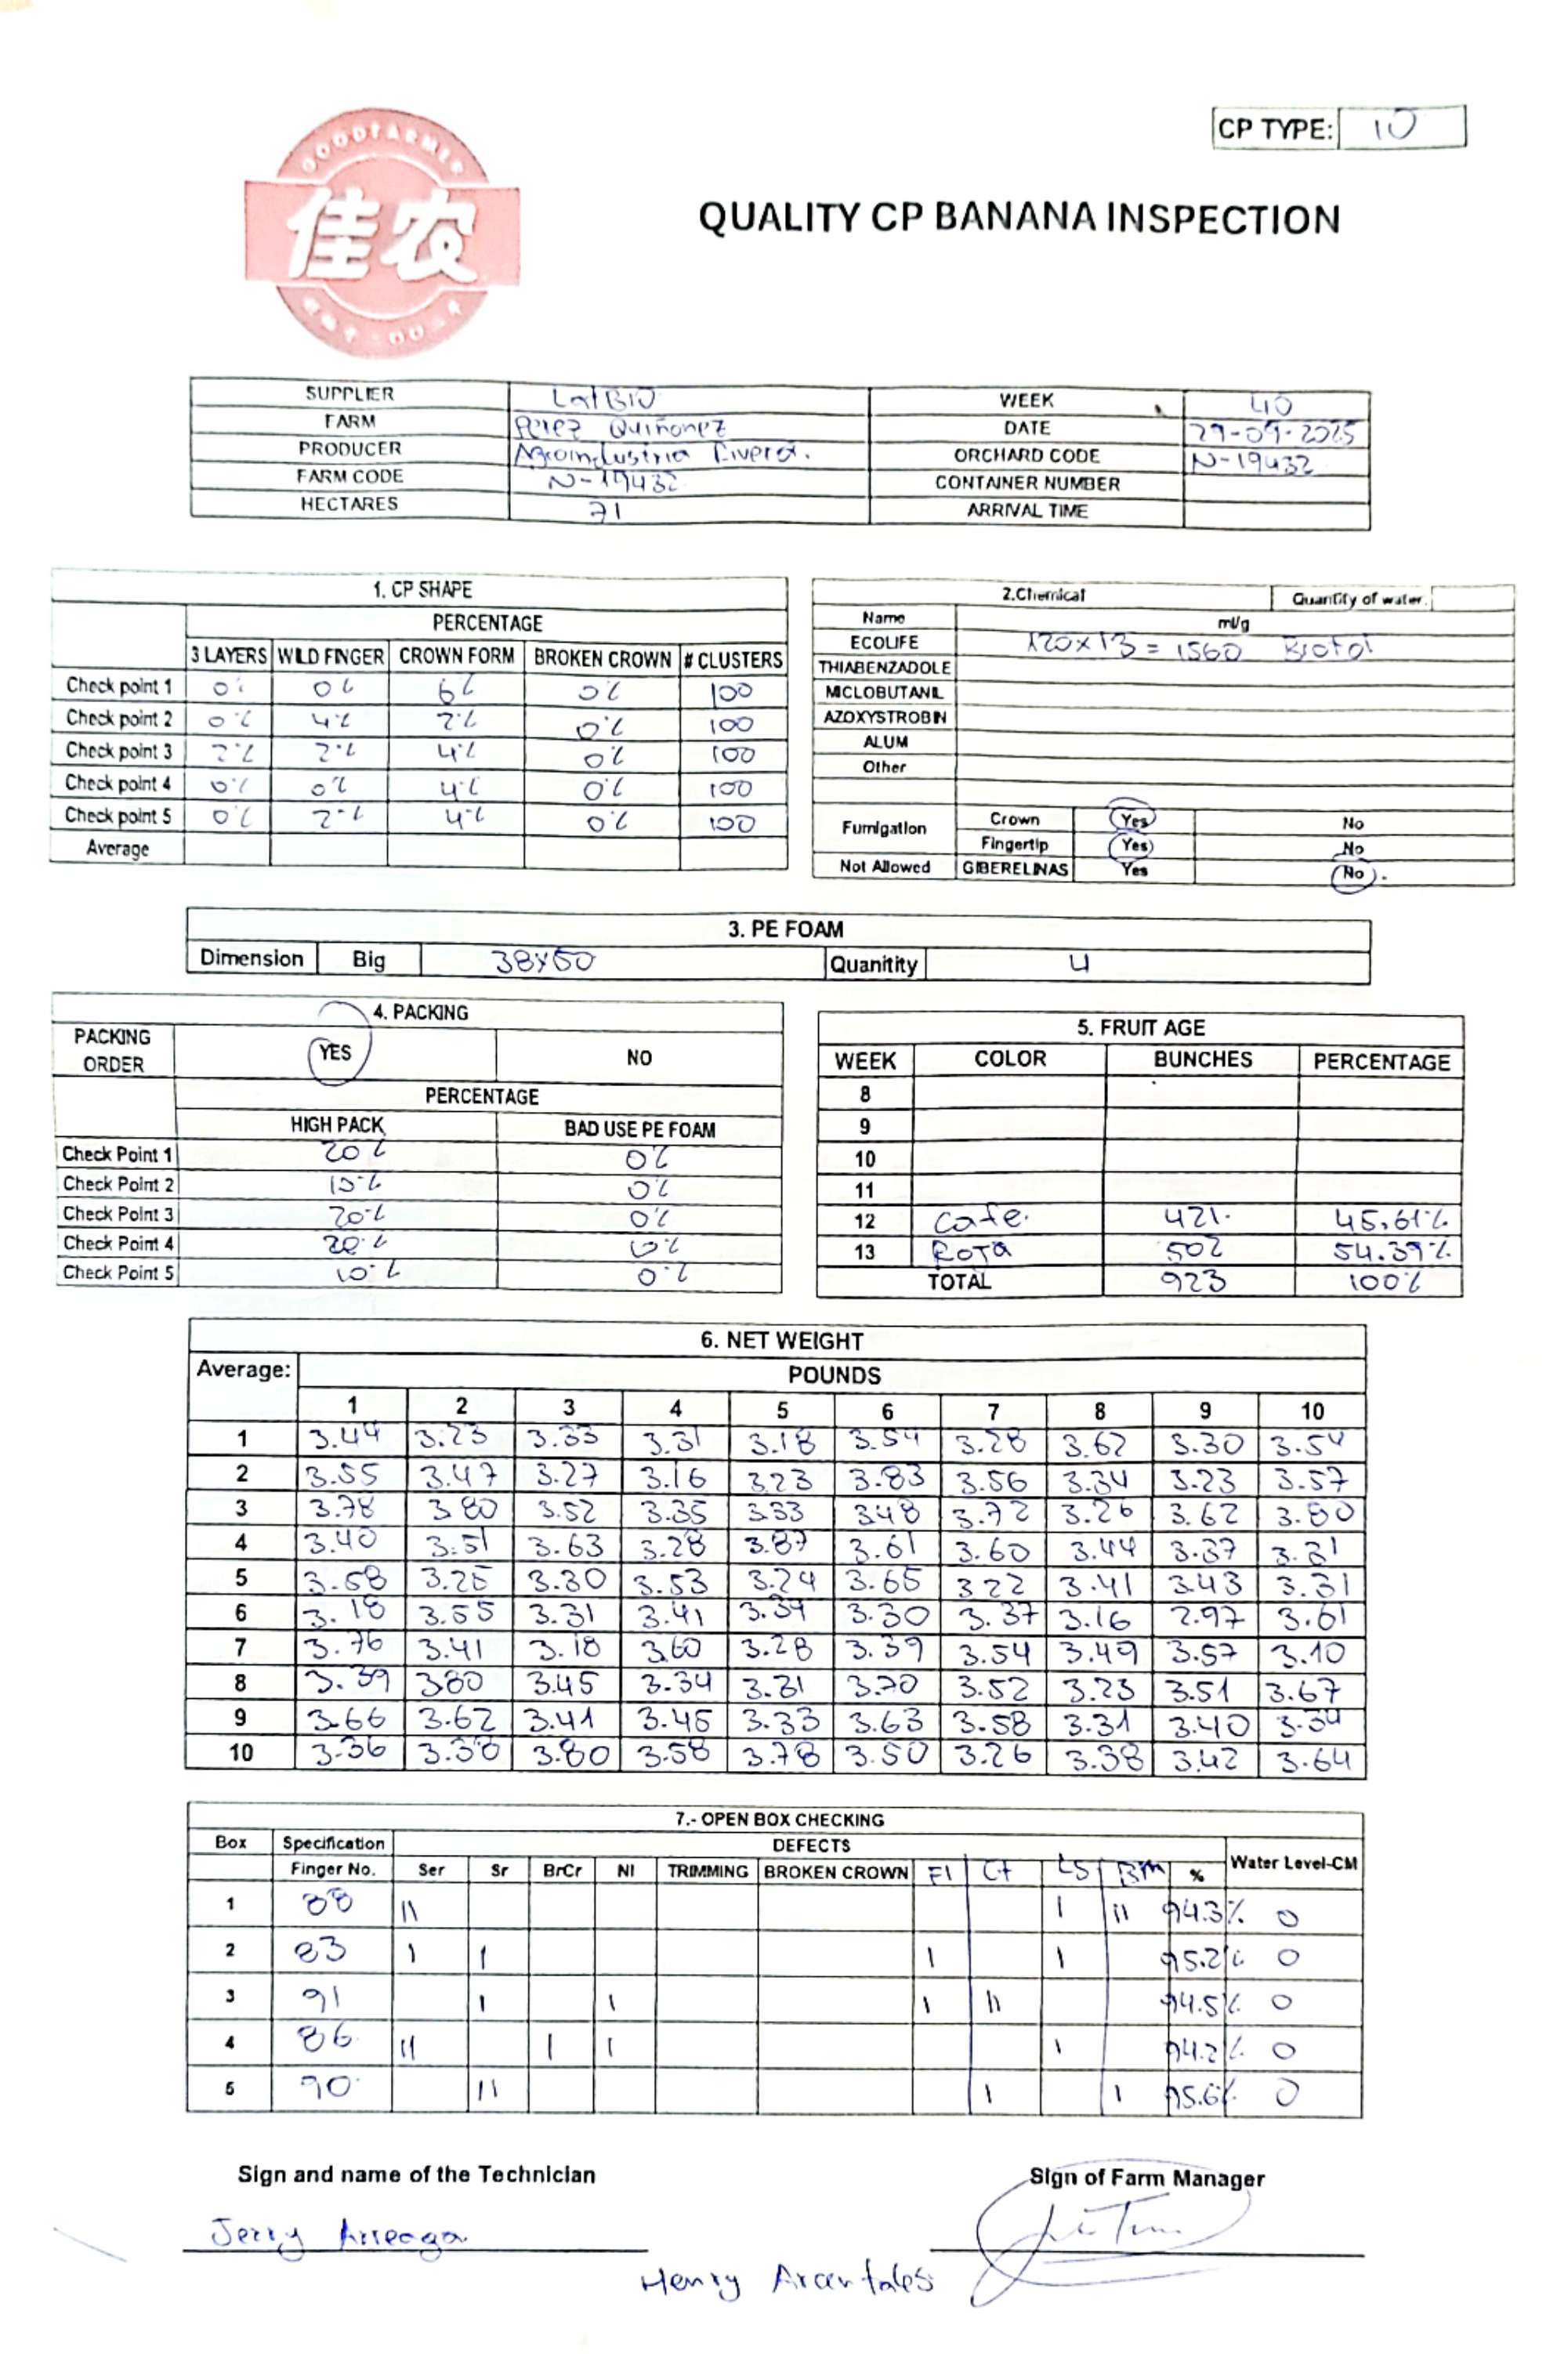 GOODFARMER
佳农
CP TYPE: 10
QUALITY CP BANANA INSPECTION
SUPPLIER LatBIO WEEK 40
FARM Perez Quiñonez DATE 29-09-2025
PRODUCER Agroindustria ORCHARD CODE N-19432
FARM CODE N-19432 CONTAINER NUMBER
HECTARES 71 ARRIVAL TIME
1. CP SHAPE
PERCENTAGE
3 LAYERS WILD FINGER CROWN FORM BROKEN CROWN # CLUSTERS
Check point 1 0% 0% 6% 0% 100
Check point 2 0% 4% 2% 0% 100
Check point 3 2% 2% 4% 0% 100
Check point 4 0% 0% 4% 0% 100
Check point 5 0% 2% 4% 0% 100
Average
2.Chemical Quantity of water.
Name ml/g
ECOLIFE 120x13 = 1560 Biotol
THIABENZADOLE
MICLOBUTANIL
AZOXYSTROBIN
ALUM
Other
Fumigation Crown Yes No
Fingertip Yes No
Not Allowed GIBERELINAS Yes No
3. PE FOAM
Dimension Big 38x50 Quanitity 4
4. PACKING
PACKING ORDER YES NO
PERCENTAGE
HIGH PACK BAD USE PE FOAM
Check Point 1 20% 0%
Check Point 2 10% 0%
Check Point 3 20% 0%
Check Point 4 20% 10%
Check Point 5 10% 0%
5. FRUIT AGE
WEEK COLOR BUNCHES PERCENTAGE
8
9
10
11
12 Cafe. 421. 45,61%
13 Roja 502 54.39%
TOTAL 923 100%
6. NET WEIGHT
Average: POUNDS
1 2 3 4 5 6 7 8 9 10
1 3.44 3.23 3.33 3.31 3.18 3.54 3.28 3.62 3.30 3.54
2 3.55 3.47 3.27 3.16 3.23 3.83 3.56 3.34 3.23 3.57
3 3.78 3.80 3.52 3.35 3.33 3.48 3.72 3.26 3.62 3.80
4 3.40 3.51 3.63 3.28 3.87 3.61 3.60 3.44 3.37 3.31
5 3.58 3.25 3.30 3.53 3.24 3.65 3.22 3.41 3.43 3.31
6 3.18 3.55 3.31 3.41 3.34 3.30 3.37 3.16 2.97 3.61
7 3.76 3.41 3.18 3.60 3.28 3.39 3.54 3.49 3.57 3.10
8 3.39 3.80 3.45 3.34 3.31 3.70 3.52 3.23 3.51 3.67
9 3.66 3.62 3.41 3.45 3.33 3.63 3.58 3.31 3.40 3.34
10 3.36 3.38 3.80 3.58 3.78 3.50 3.26 3.38 3.42 3.64
7.- OPEN BOX CHECKING
Box Specification DEFECTS Water Level-CM
Finger No. Ser Sr BrCr NI TRIMMING BROKEN CROWN FI Ct LS BM %
1 88 II I II 94.3% 0
2 83 I I I I 95.2% 0
3 91 I I I II 94.5% 0
4 86 II I I I 94.2% 0
5 90 II I I 95.6% 0
Sign and name of the Technician Sign of Farm Manager
Jerry Arreaga
Henry Arcentales